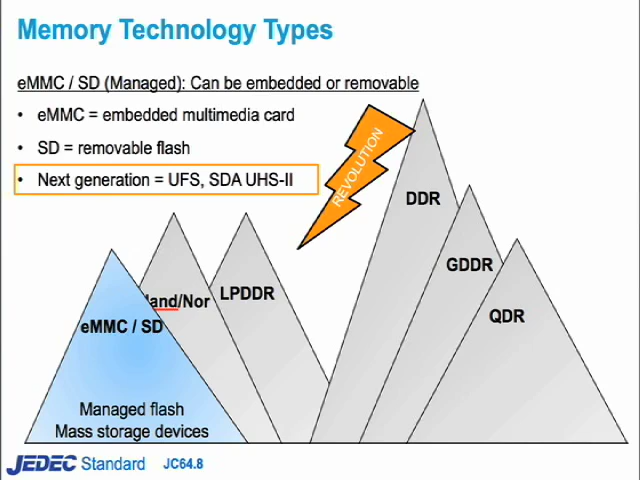 Memory Technology Types
eMMC / SD (Managed): Can be embedded or removable
• eMMC = embedded multimedia card
• SD = removable flash
• Next generation = UFS, SDA UHS-II
REVOLUTION
DDR
GDDR
QDR
LPDDR
and/Nor
eMMC / SD
Managed flash
Mass storage devices
JEDEC Standard JC64.8